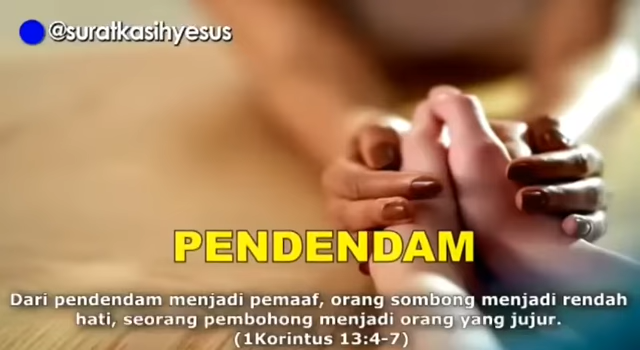 @suratkasihyesus
PENDENDAM
Dari pendendam menjadi pemaaf, orang sombong menjadi rendah
hati, seorang pembohong menjadi orang yang jujur.
(1Korintus 13:4-7)